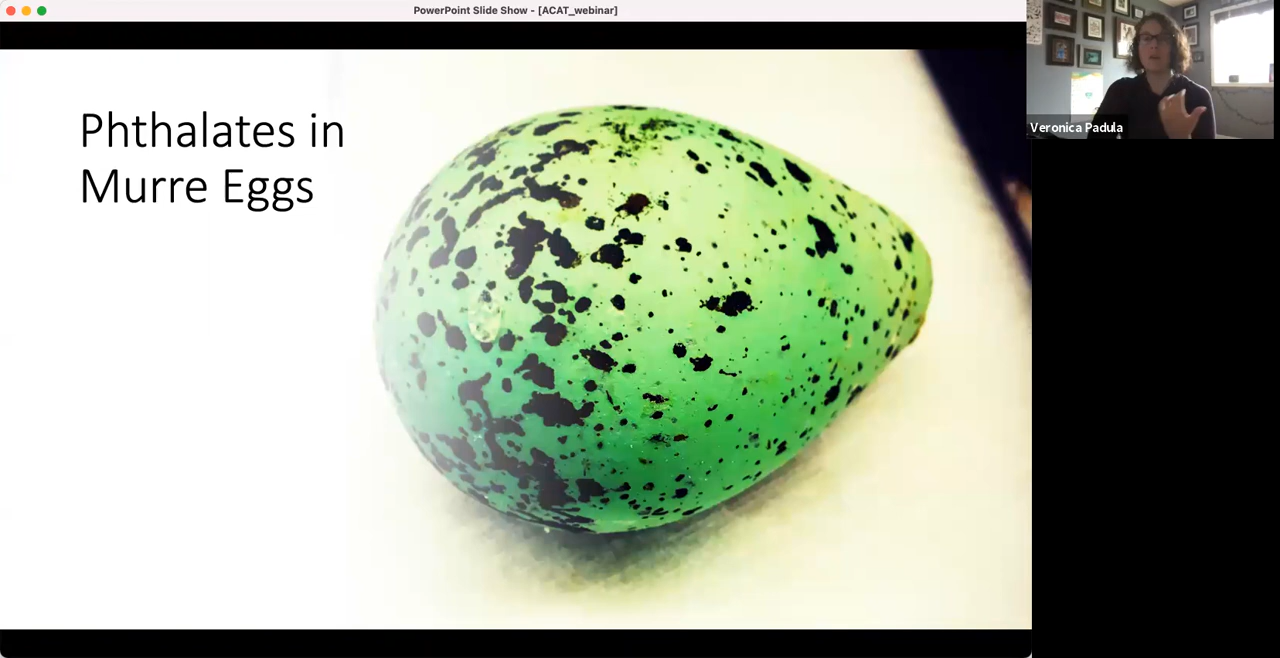 PowerPoint Slide Show - [ACAT_webinar]
Phthalates in
Murre Eggs
Veronica Padula